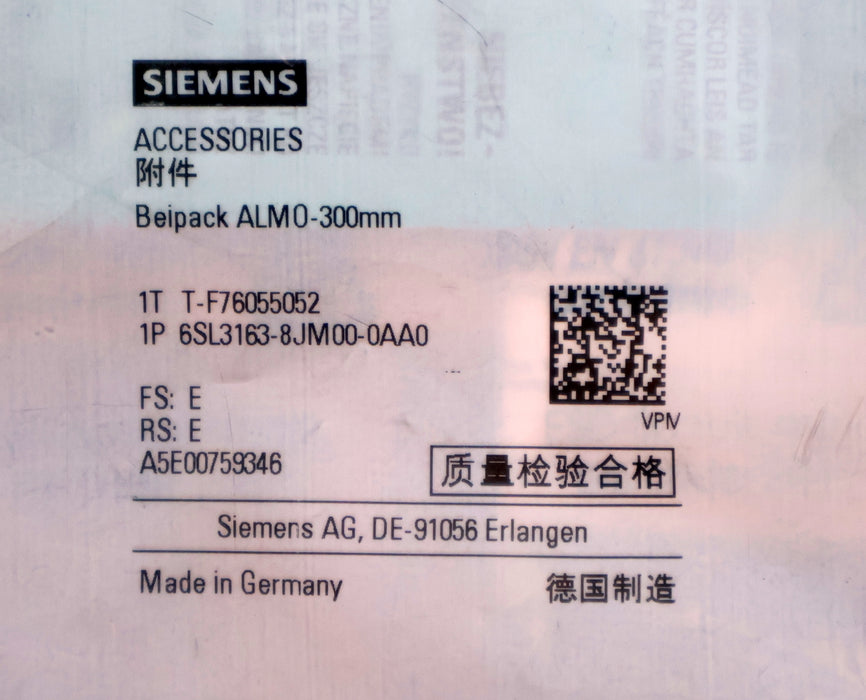 SIEMENS
ACCESSORIES
附件
Beipack ALM0-300mm
1T T-F76055052
1P 6SL3163-8JM00-0AA0
VPV
FS: E
RS: E
A5E00759346
质量检验合格
Siemens AG, DE-91056 Erlangen
Made in Germany 德国制造